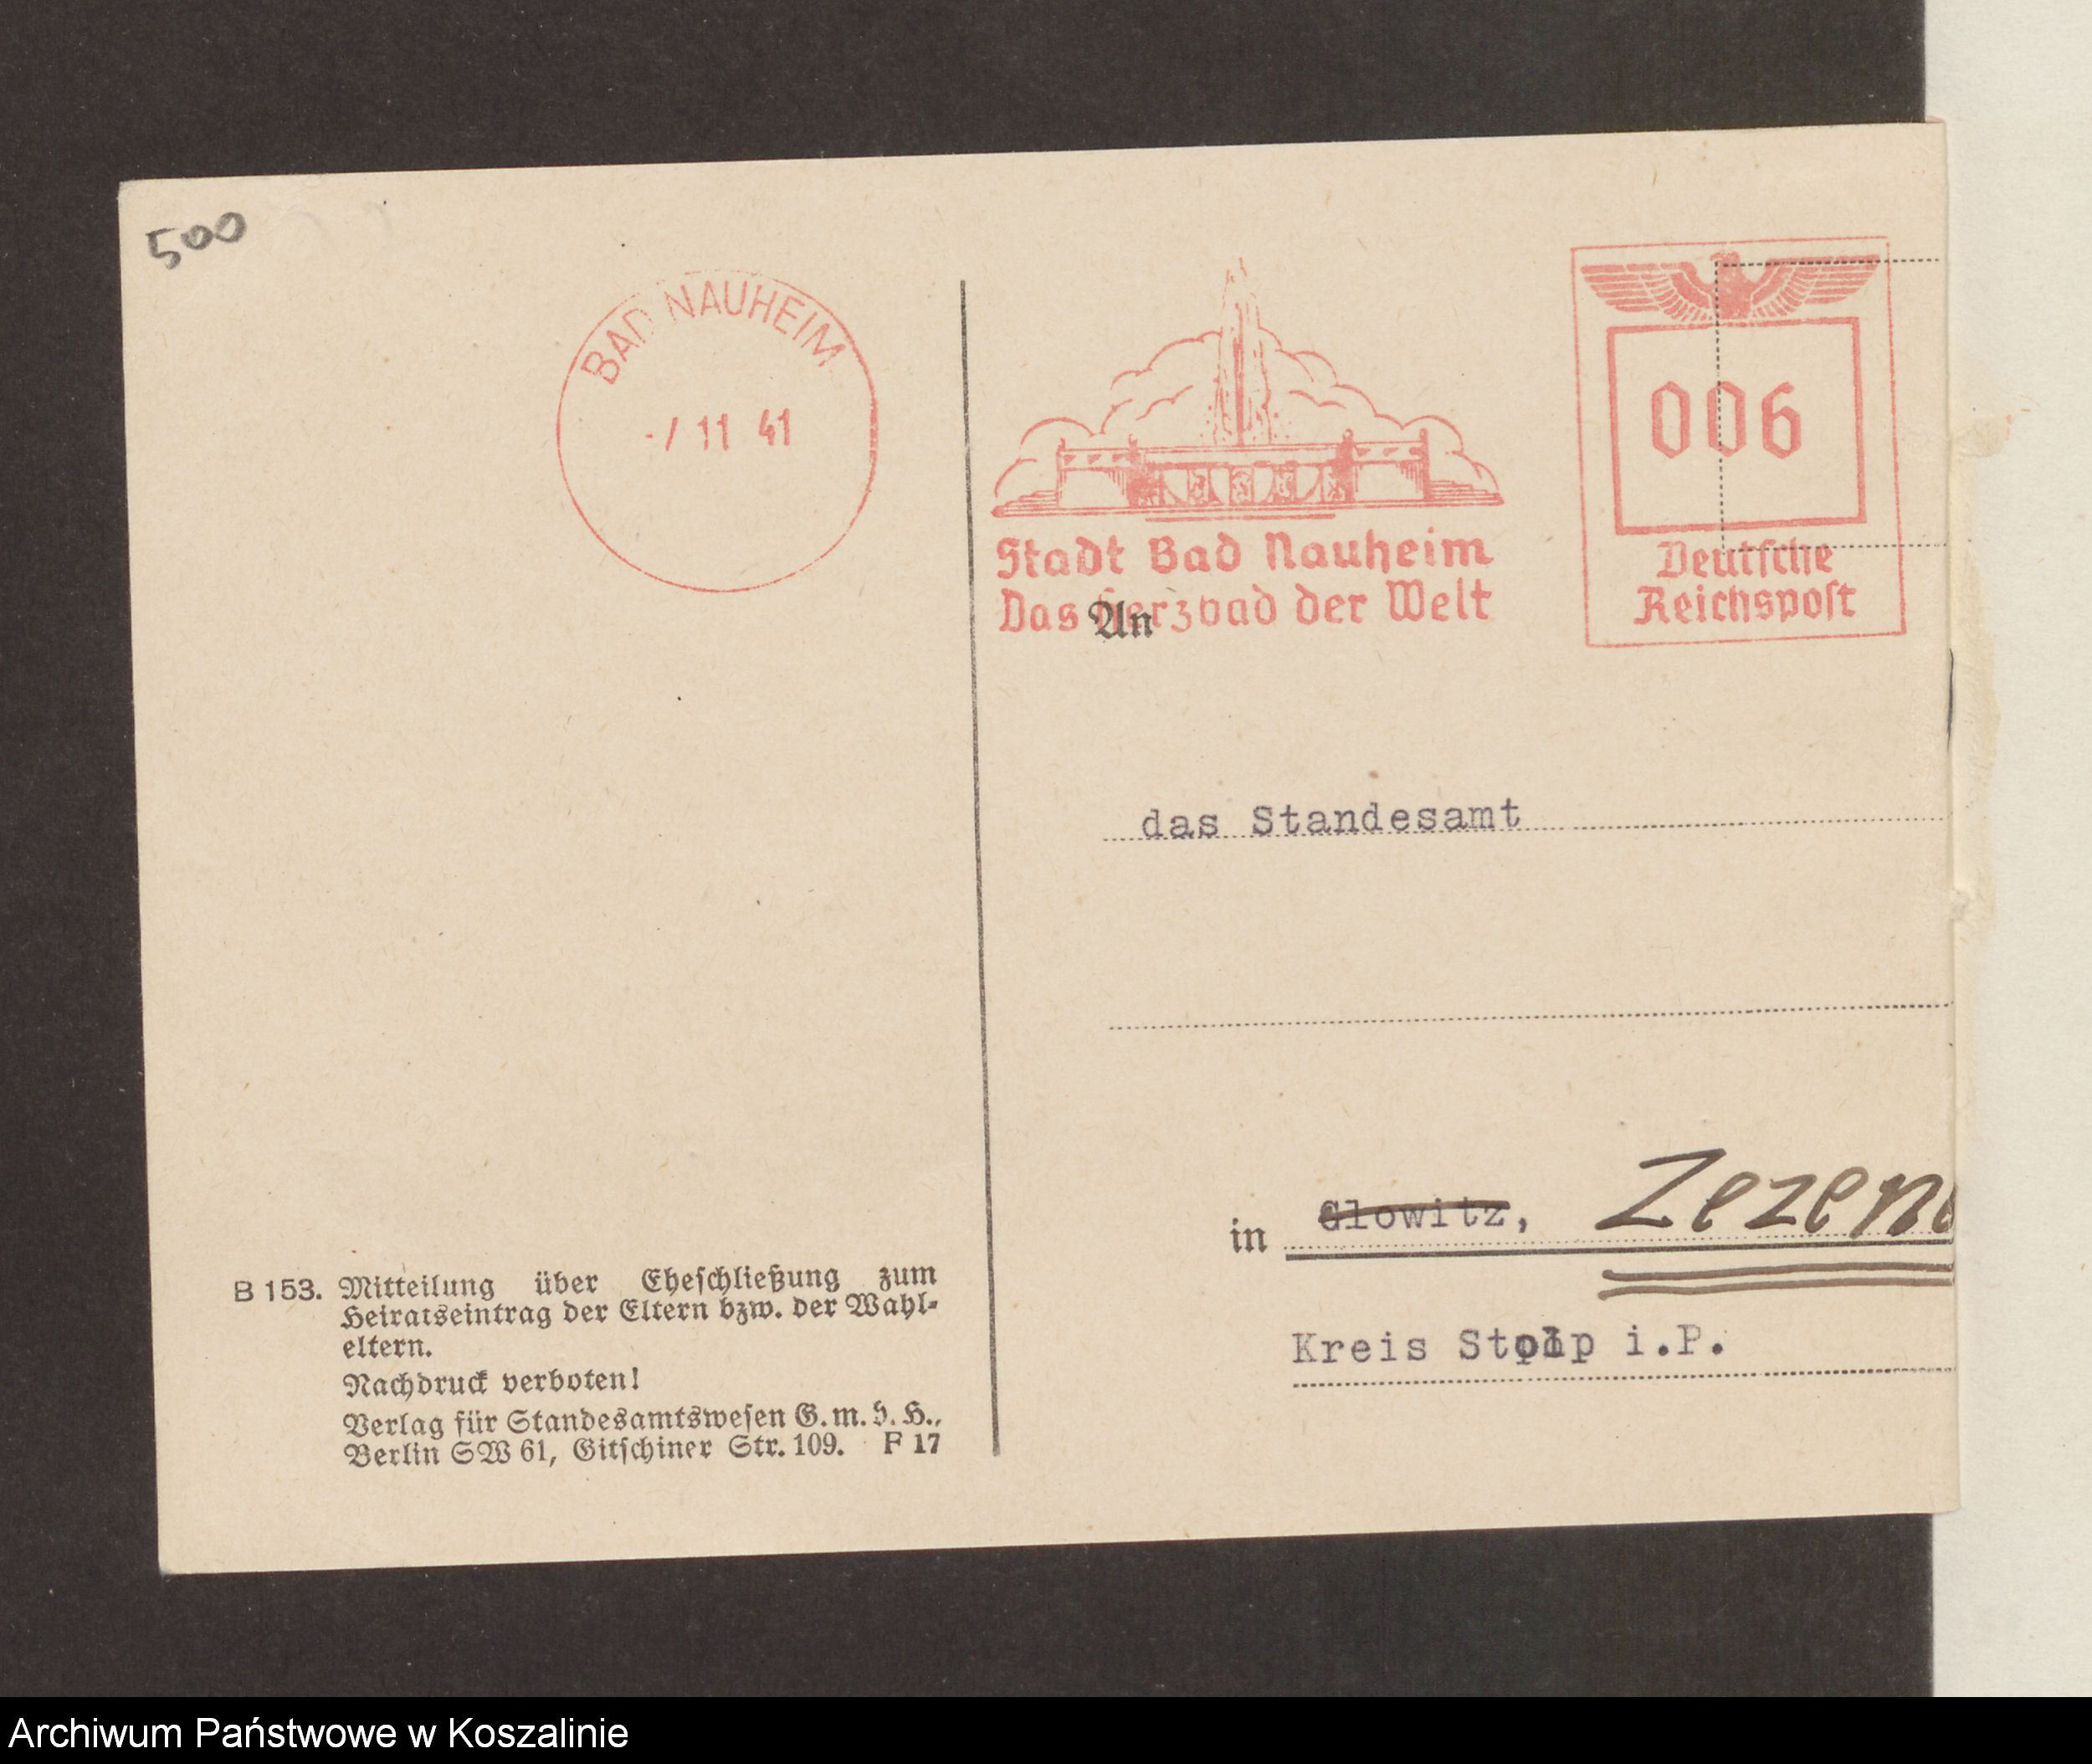 500
BAD NAUHEIM
-/ 11 41
Stadt Bad Nauheim
Das Herzbad der Welt
006
Deutsche
Reichspost
An
das Standesamt
in Glowitz, Zezen
Kreis Stolp i.P.
B 153. Mitteilung über Eheschließung zum
Heiratseintrag der Eltern bzw. der Wahl-
eltern.
Nachdruck verboten!
Verlag für Standesamtswesen G. m. b. H.,
Berlin SW 61, Gitschiner Str. 109. F 17
Archiwum Państwowe w Koszalinie